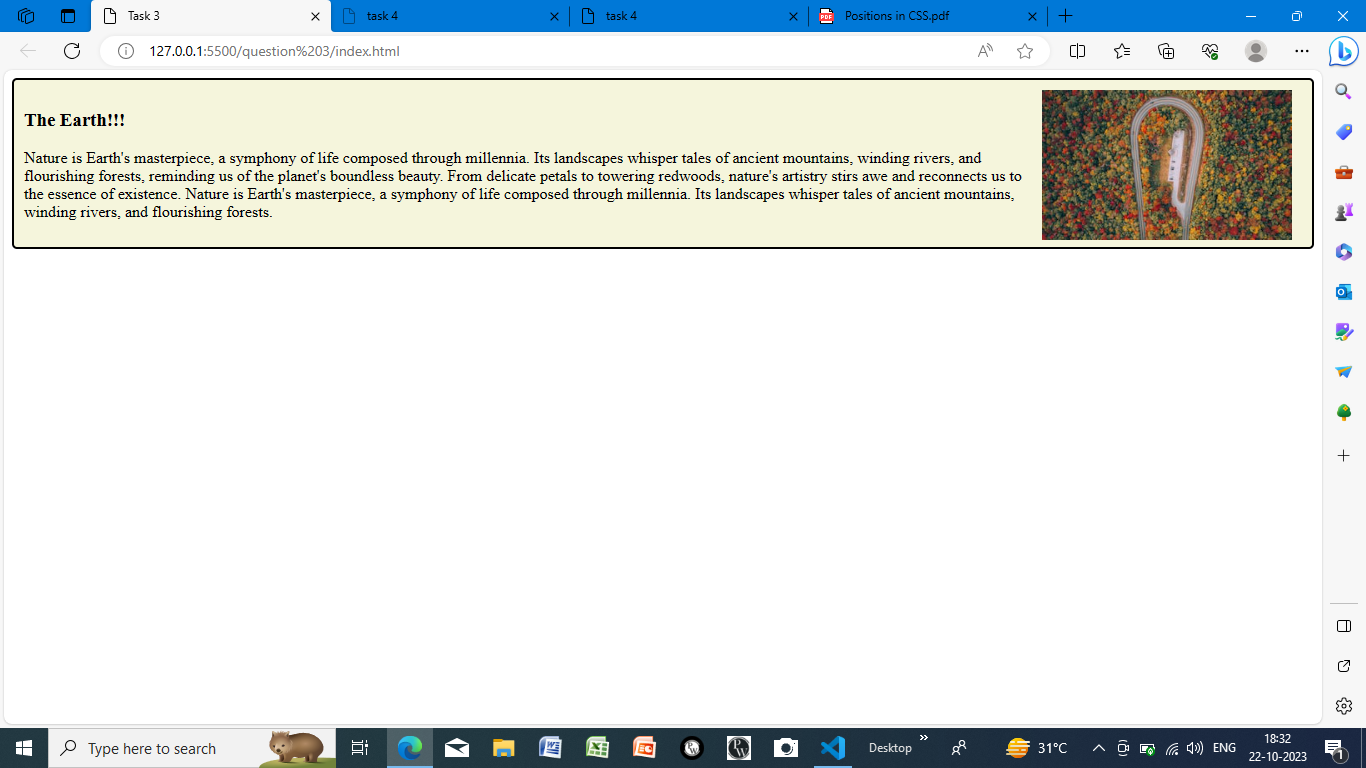 Task 3
task 4
task 4
PDF
Positions in CSS.pdf
127.0.0.1:5500/question%203/index.html
The Earth!!!
Nature is Earth's masterpiece, a symphony of life composed through millennia. Its landscapes whisper tales of ancient mountains, winding rivers, and
flourishing forests, reminding us of the planet's boundless beauty. From delicate petals to towering redwoods, nature's artistry stirs awe and reconnects us to
the essence of existence. Nature is Earth's masterpiece, a symphony of life composed through millennia. Its landscapes whisper tales of ancient mountains,
winding rivers, and flourishing forests.
Type here to search
Desktop
31°C
ENG
18:32
22-10-2023
1